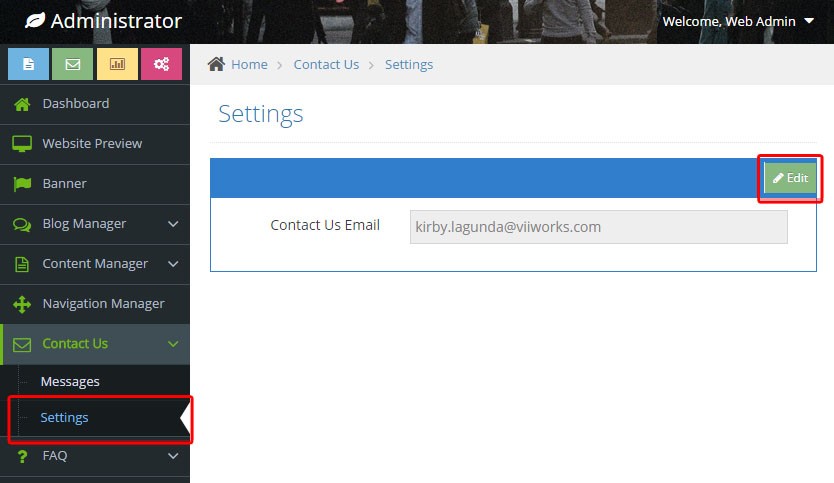 Administrator
Welcome, Web Admin
Home > Contact Us > Settings
Dashboard
Website Preview
Banner
Blog Manager
Content Manager
Navigation Manager
Contact Us
Messages
Settings
FAQ
Settings
Edit
Contact Us Email
kirby.lagunda@viiworks.com